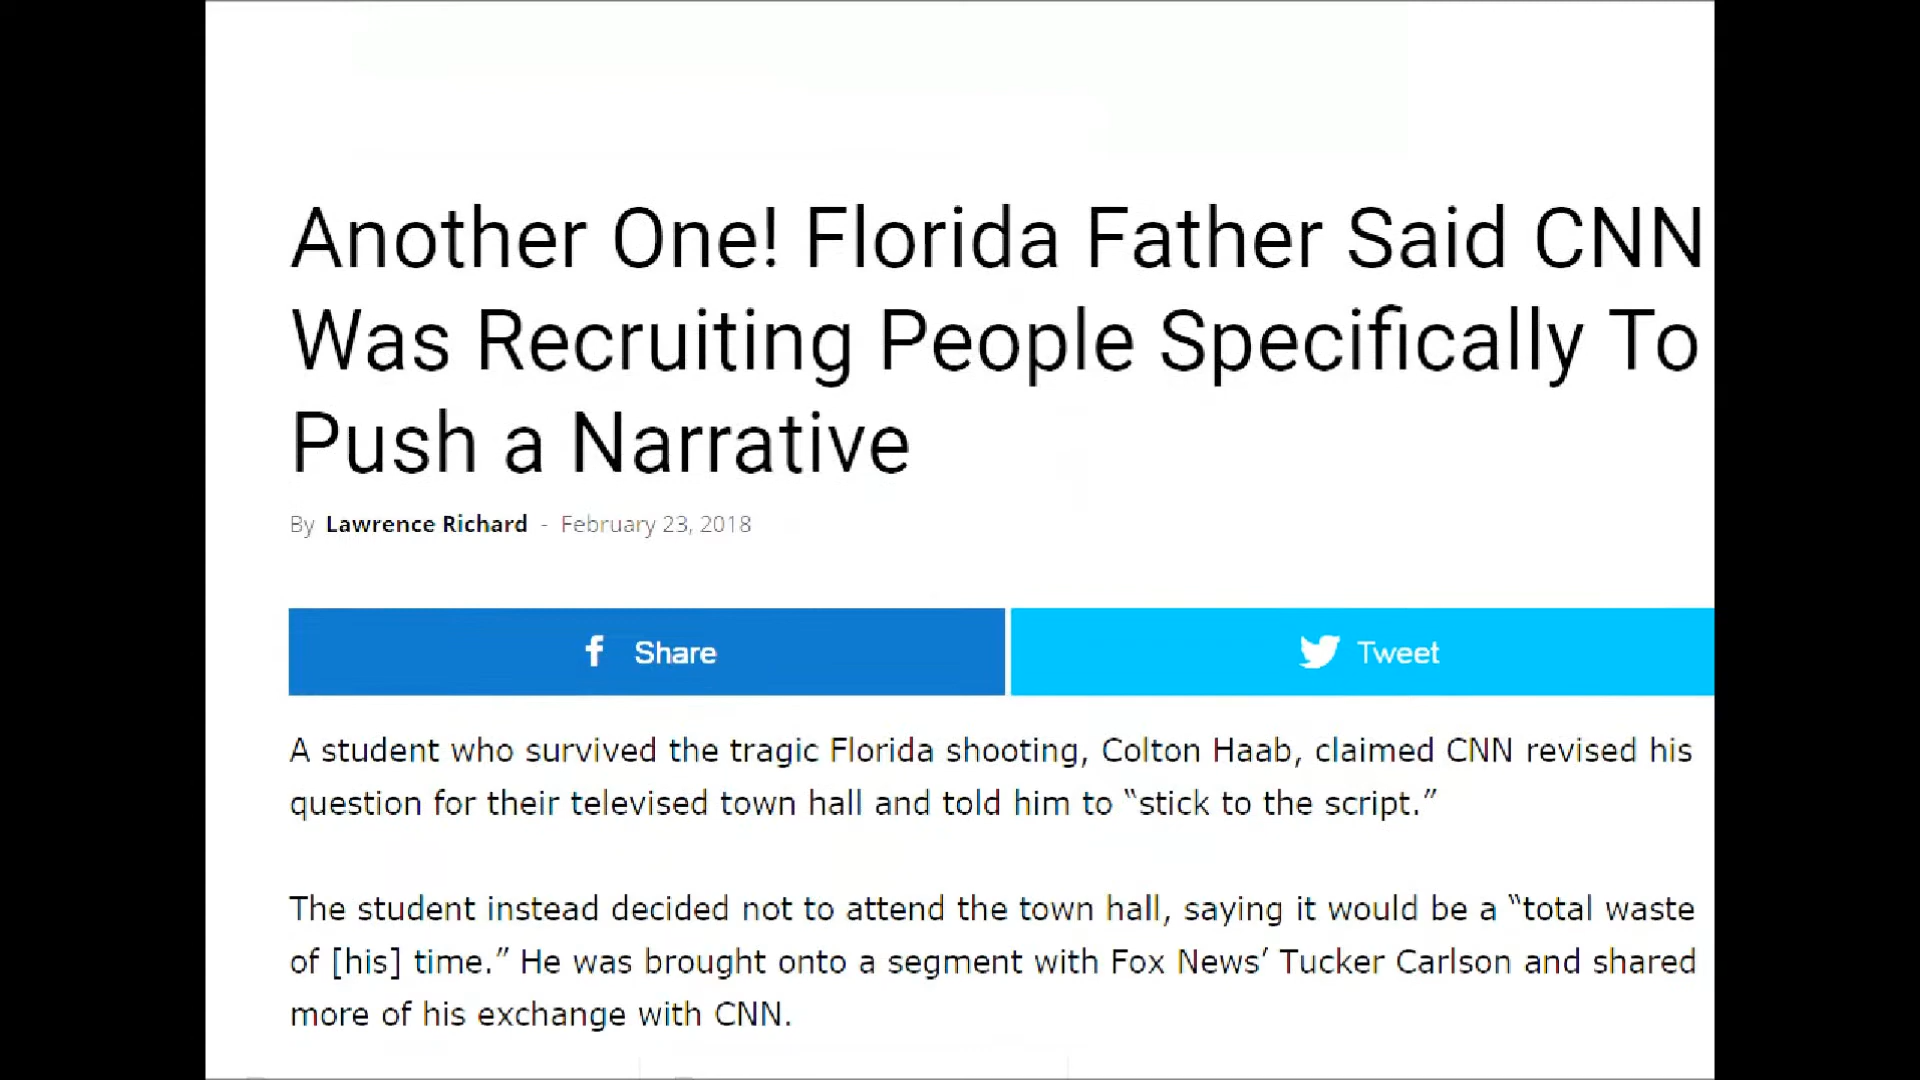 Another One! Florida Father Said CNN
Was Recruiting People Specifically To
Push a Narrative
By Lawrence Richard - February 23, 2018
f Share
Tweet
A student who survived the tragic Florida shooting, Colton Haab, claimed CNN revised his
question for their televised town hall and told him to “stick to the script.”
The student instead decided not to attend the town hall, saying it would be a “total waste
of [his] time.” He was brought onto a segment with Fox News’ Tucker Carlson and shared
more of his exchange with CNN.